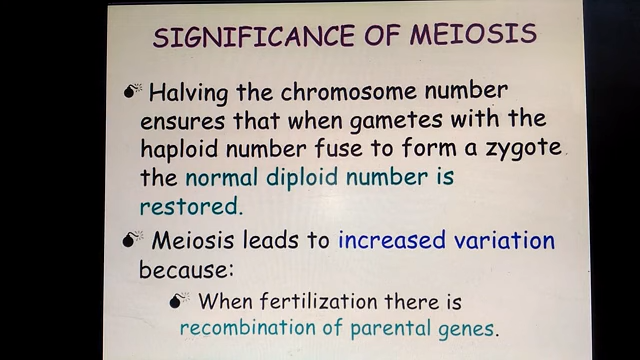 SIGNIFICANCE OF MEIOSIS
Halving the chromosome number
ensures that when gametes with the
haploid number fuse to form a zygote
the normal diploid number is
restored.
Meiosis leads to increased variation
because:
When fertilization there is
recombination of parental genes.